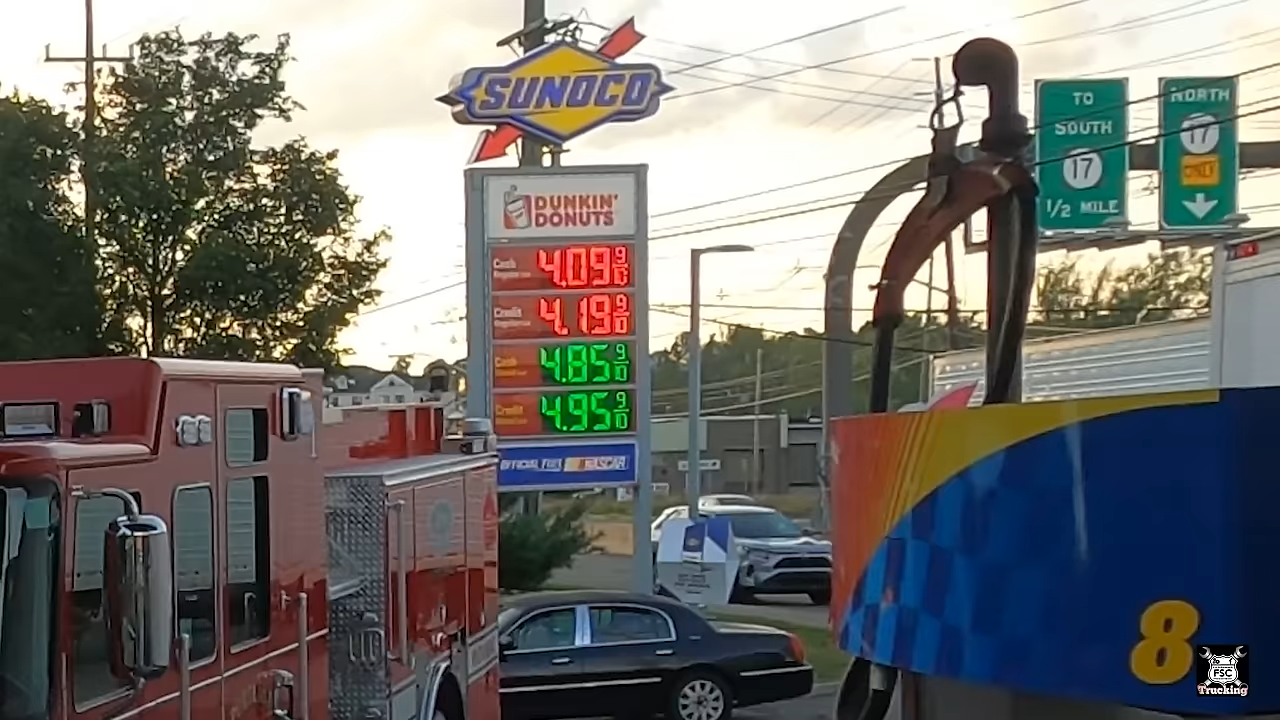 SUNOCO
DUNKIN'
DONUTS
Cash 4.09 9/10
Credit 4.19 9/10
Cash 4.85 9/10
Credit 4.95 9/10
OFFICIAL FUEL NASCAR
TO
SOUTH
17
1/2 MILE
NORTH
17
ONLY
8
FSC
Trucking